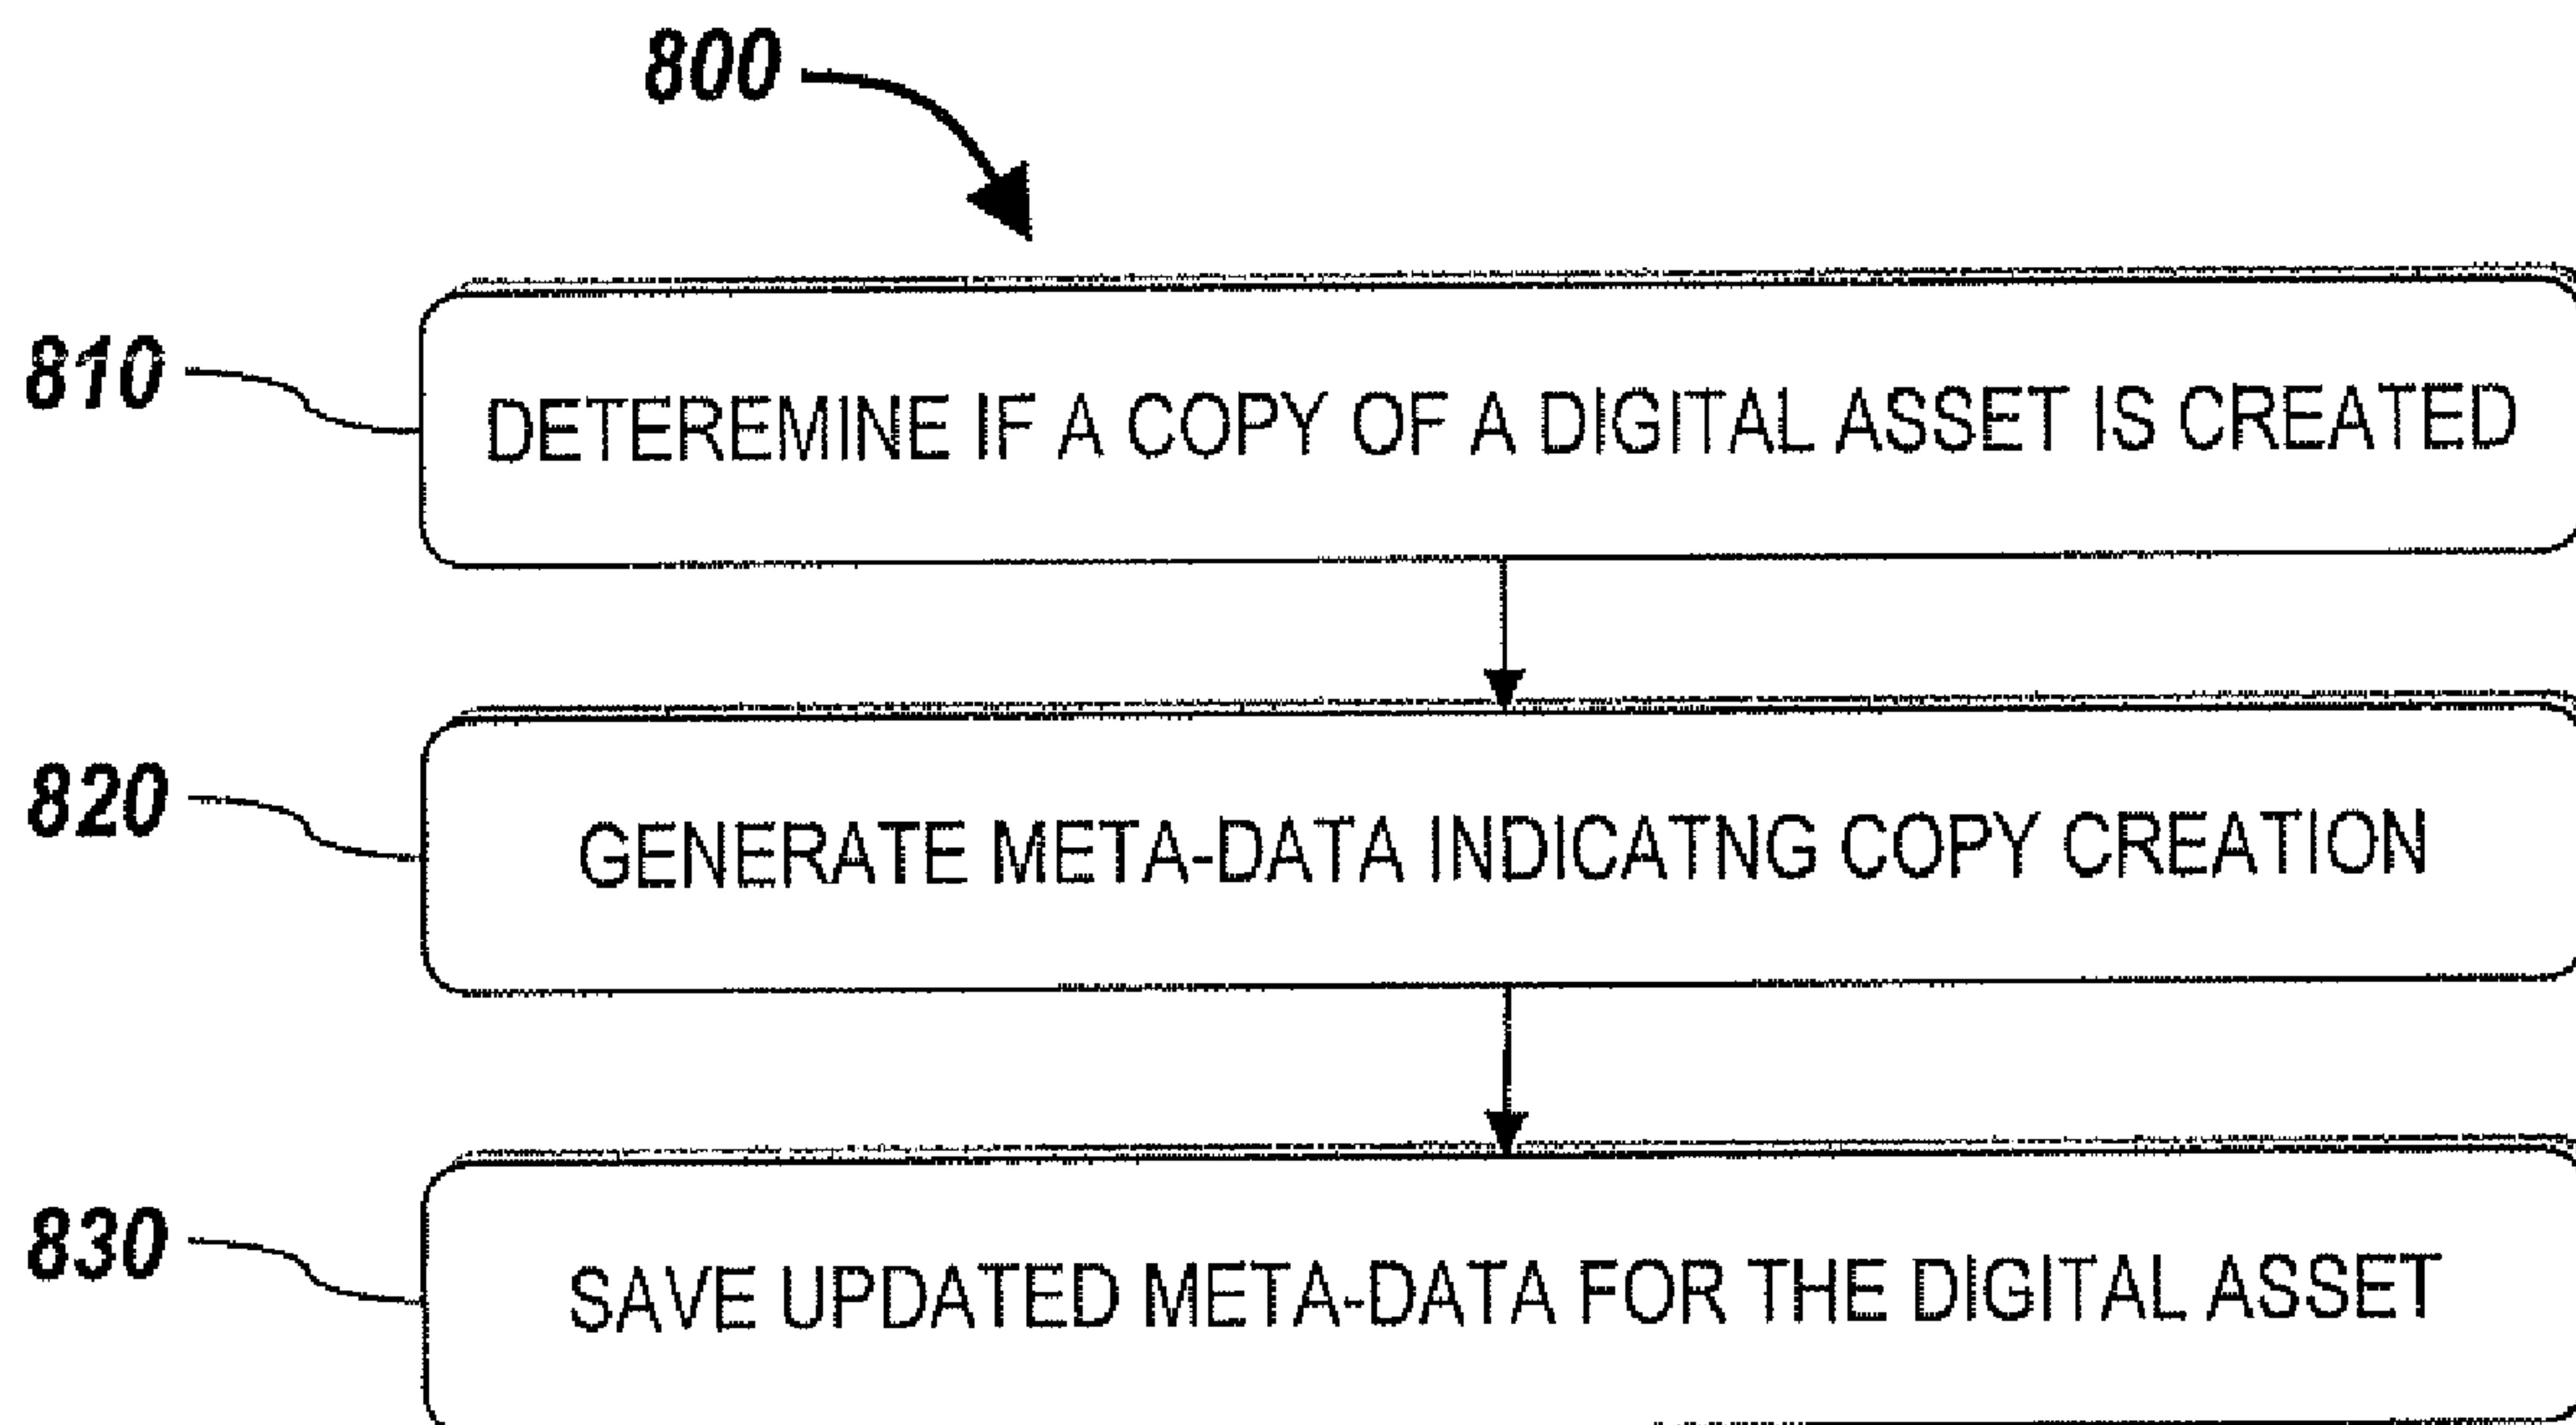 800
810
DETEREMINE IF A COPY OF A DIGITAL ASSET IS CREATED
820
GENERATE META-DATA INDICATNG COPY CREATION
830
SAVE UPDATED META-DATA FOR THE DIGITAL ASSET